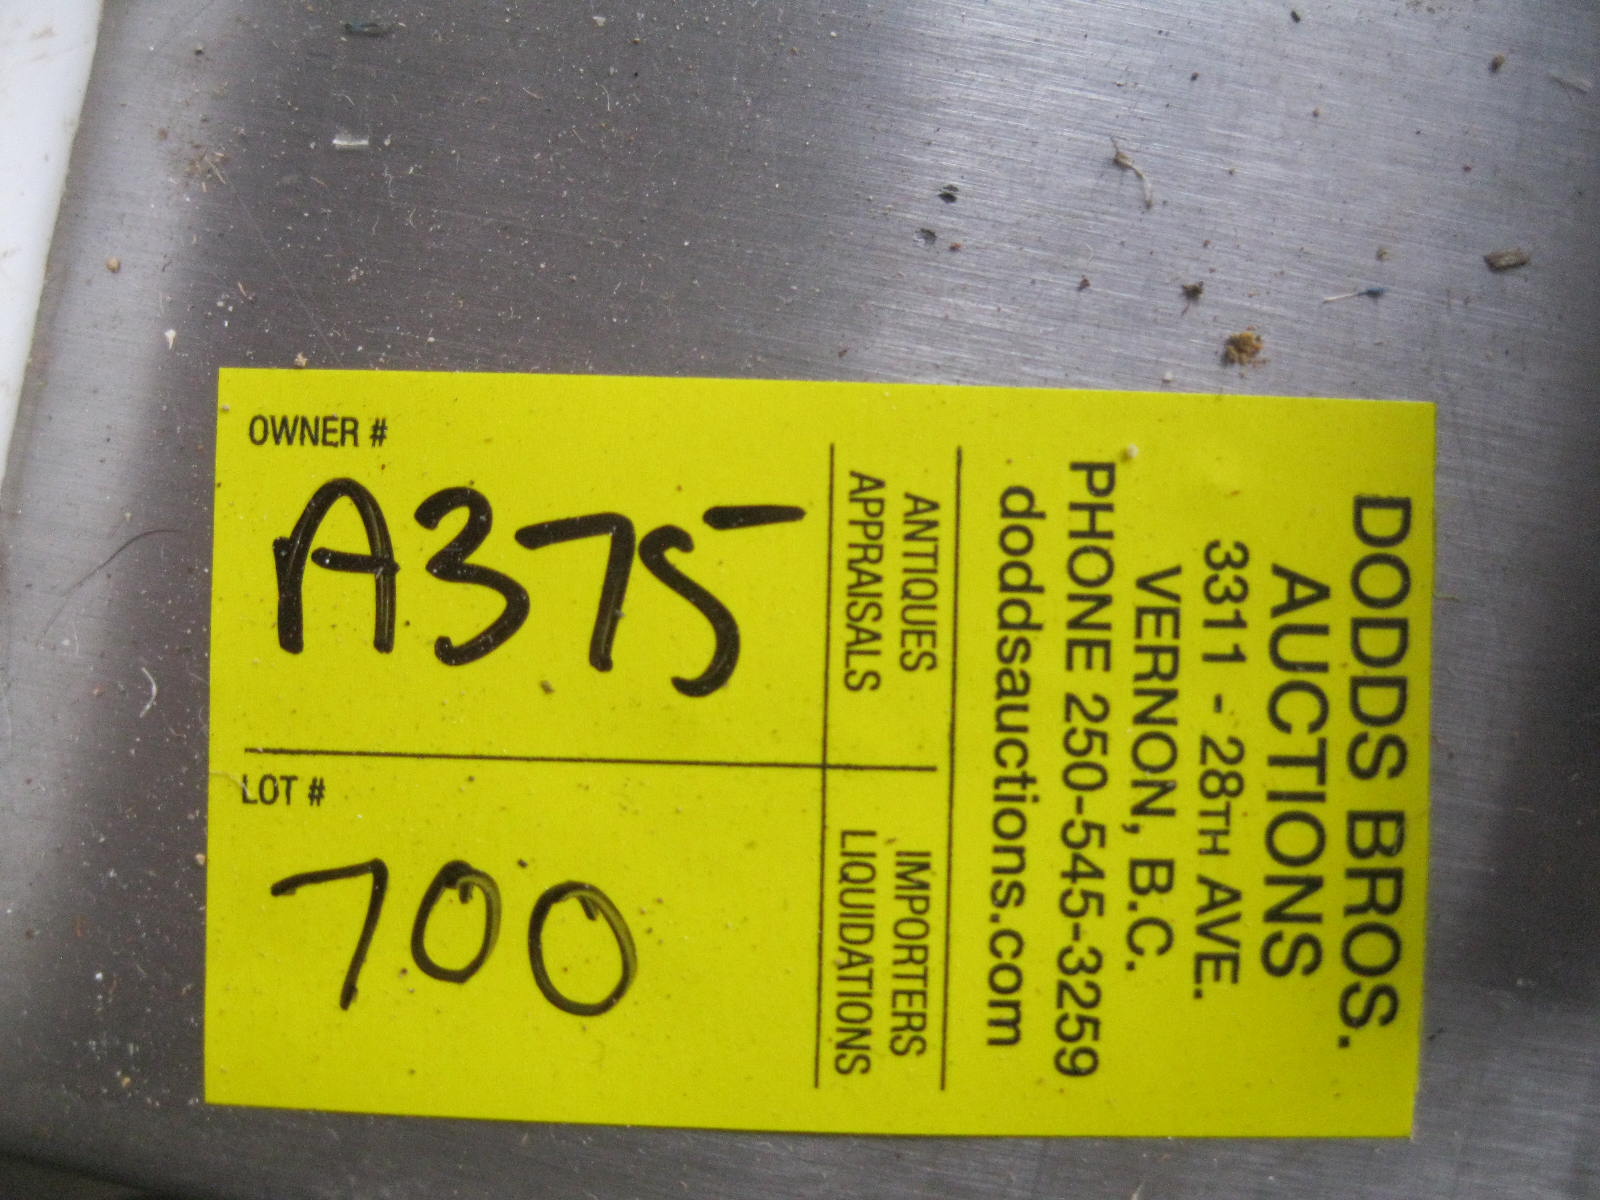 DODDS BROS.
AUCTIONS
3311 - 28TH AVE.
VERNON, B.C.
PHONE 250-545-3259
doddsauctions.com
ANTIQUES
APPRAISALS
IMPORTERS
LIQUIDATIONS
OWNER #
A375
LOT #
700